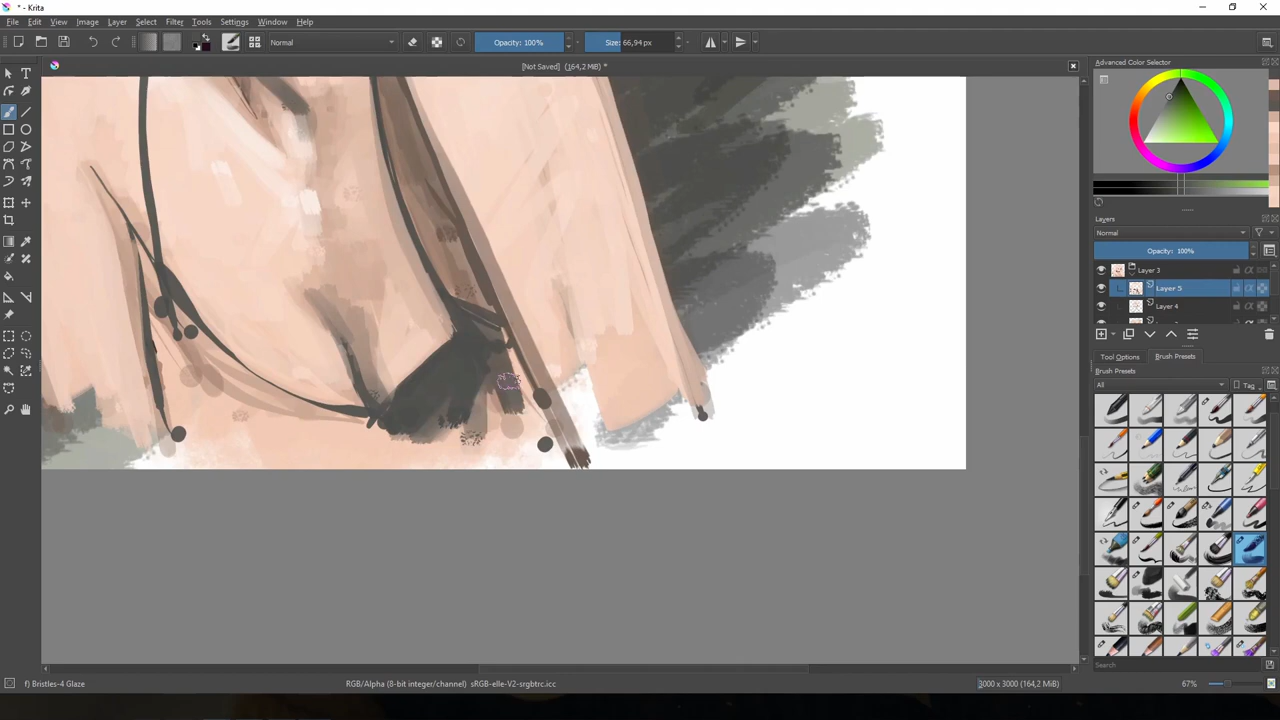 * - Krita
File Edit View Image Layer Select Filter Tools Settings Window Help
Normal Opacity: 100% Size: 66,94 px
[Not Saved] (164,2 MiB) *
Advanced Color Selector
Layers
Normal
Opacity: 100%
Layer 3
Layer 5
Layer 4
Tool Options Brush Presets
Brush Presets
All Tag
Search
f) Bristles-4 Glaze RGB/Alpha (8-bit integer/channel) sRGB-elle-V2-srgbtrc.icc 3000 x 3000 (164,2 MiB) 67%